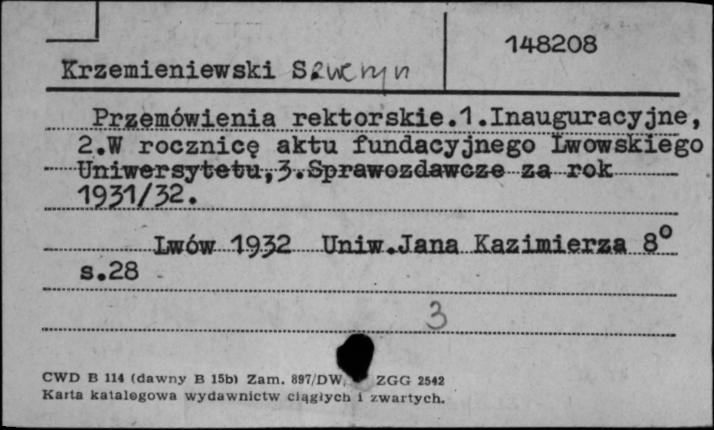 148208
Krzemieniewski Seweryn
Przemówienia rektorskie.1.Inauguracyjne,
2.W rocznicę aktu fundacyjnego Lwowskiego
Uniwersytetu,3.Sprawozdawcze za rok
1931/32.
Lwów 1932 Uniw.Jana Kazimierza 8°
s.28
3
CWD B 114 (dawny B 15b) Zam. 897/DW, ZGG 2542
Karta katalogowa wydawnictw ciągłych i zwartych.